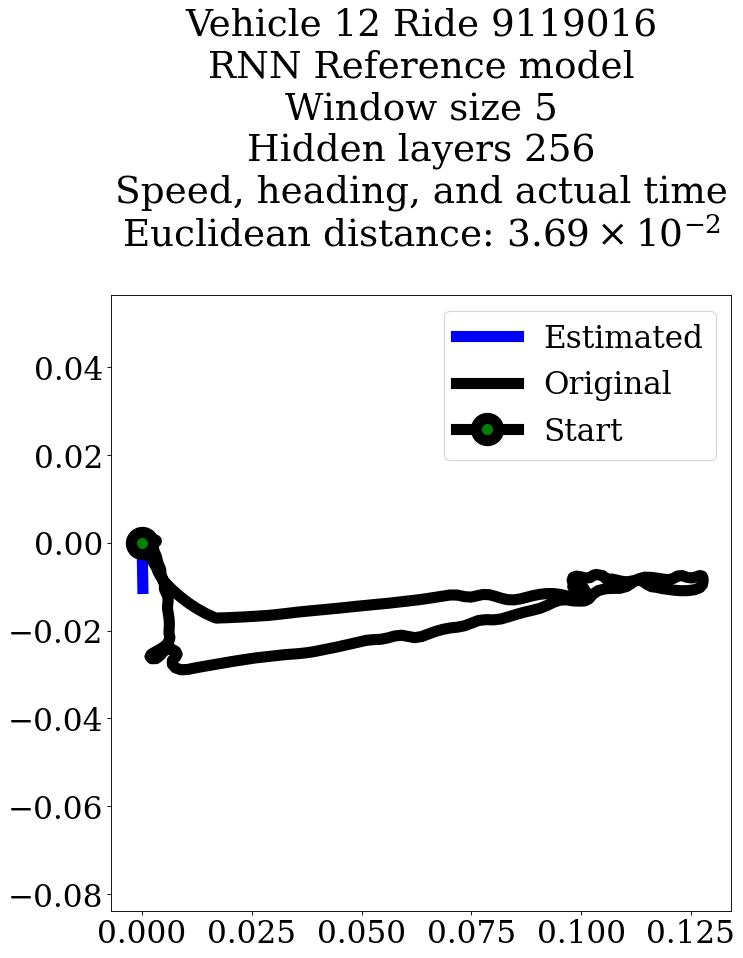 Vehicle 12 Ride 9119016
RNN Reference model
Window size 5
Hidden layers 256
Speed, heading, and actual time
Euclidean distance: 3.69 × 10⁻²
Estimated
Original
Start
0.04
0.02
0.00
−0.02
−0.04
−0.06
−0.08
0.000 0.025 0.050 0.075 0.100 0.125